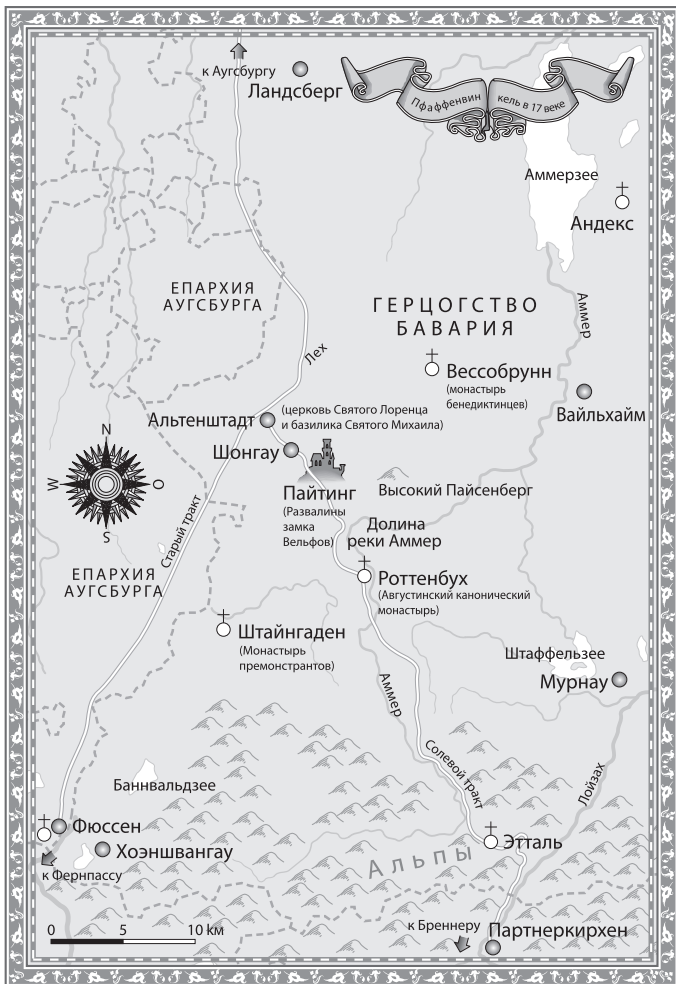 к Аугсбургу
Ландсберг
Пфаффенвин кель в 17 веке
Аммерзее
Андекс
ЕПАРХИЯ
АУГСБУРГА
ГЕРЦОГСТВО
БАВАРИЯ
Аммер
Лех
Вессобрунн
(монастырь
бенедиктинцев)
Вайльхайм
Альтенштадт
(церковь Святого Лоренца
и базилика Святого Михаила)
Шонгау
N
W
O
S
Пайтинг
(Развалины
замка
Вельфов)
Высокий Пайсенберг
Долина
реки Аммер
Старый тракт
ЕПАРХИЯ
АУГСБУРГА
Роттенбух
(Августинский канонический
монастырь)
Штайнгаден
(Монастырь
премонстрантов)
Штаффельзее
Мурнау
Аммер
Солевой тракт
Лойзах
Баннвальдзее
Фюссен
Хоэншвангау
к Фернпассу
Этталь
Альпы
0 5 10 км
к Бреннеру
Партнеркирхен